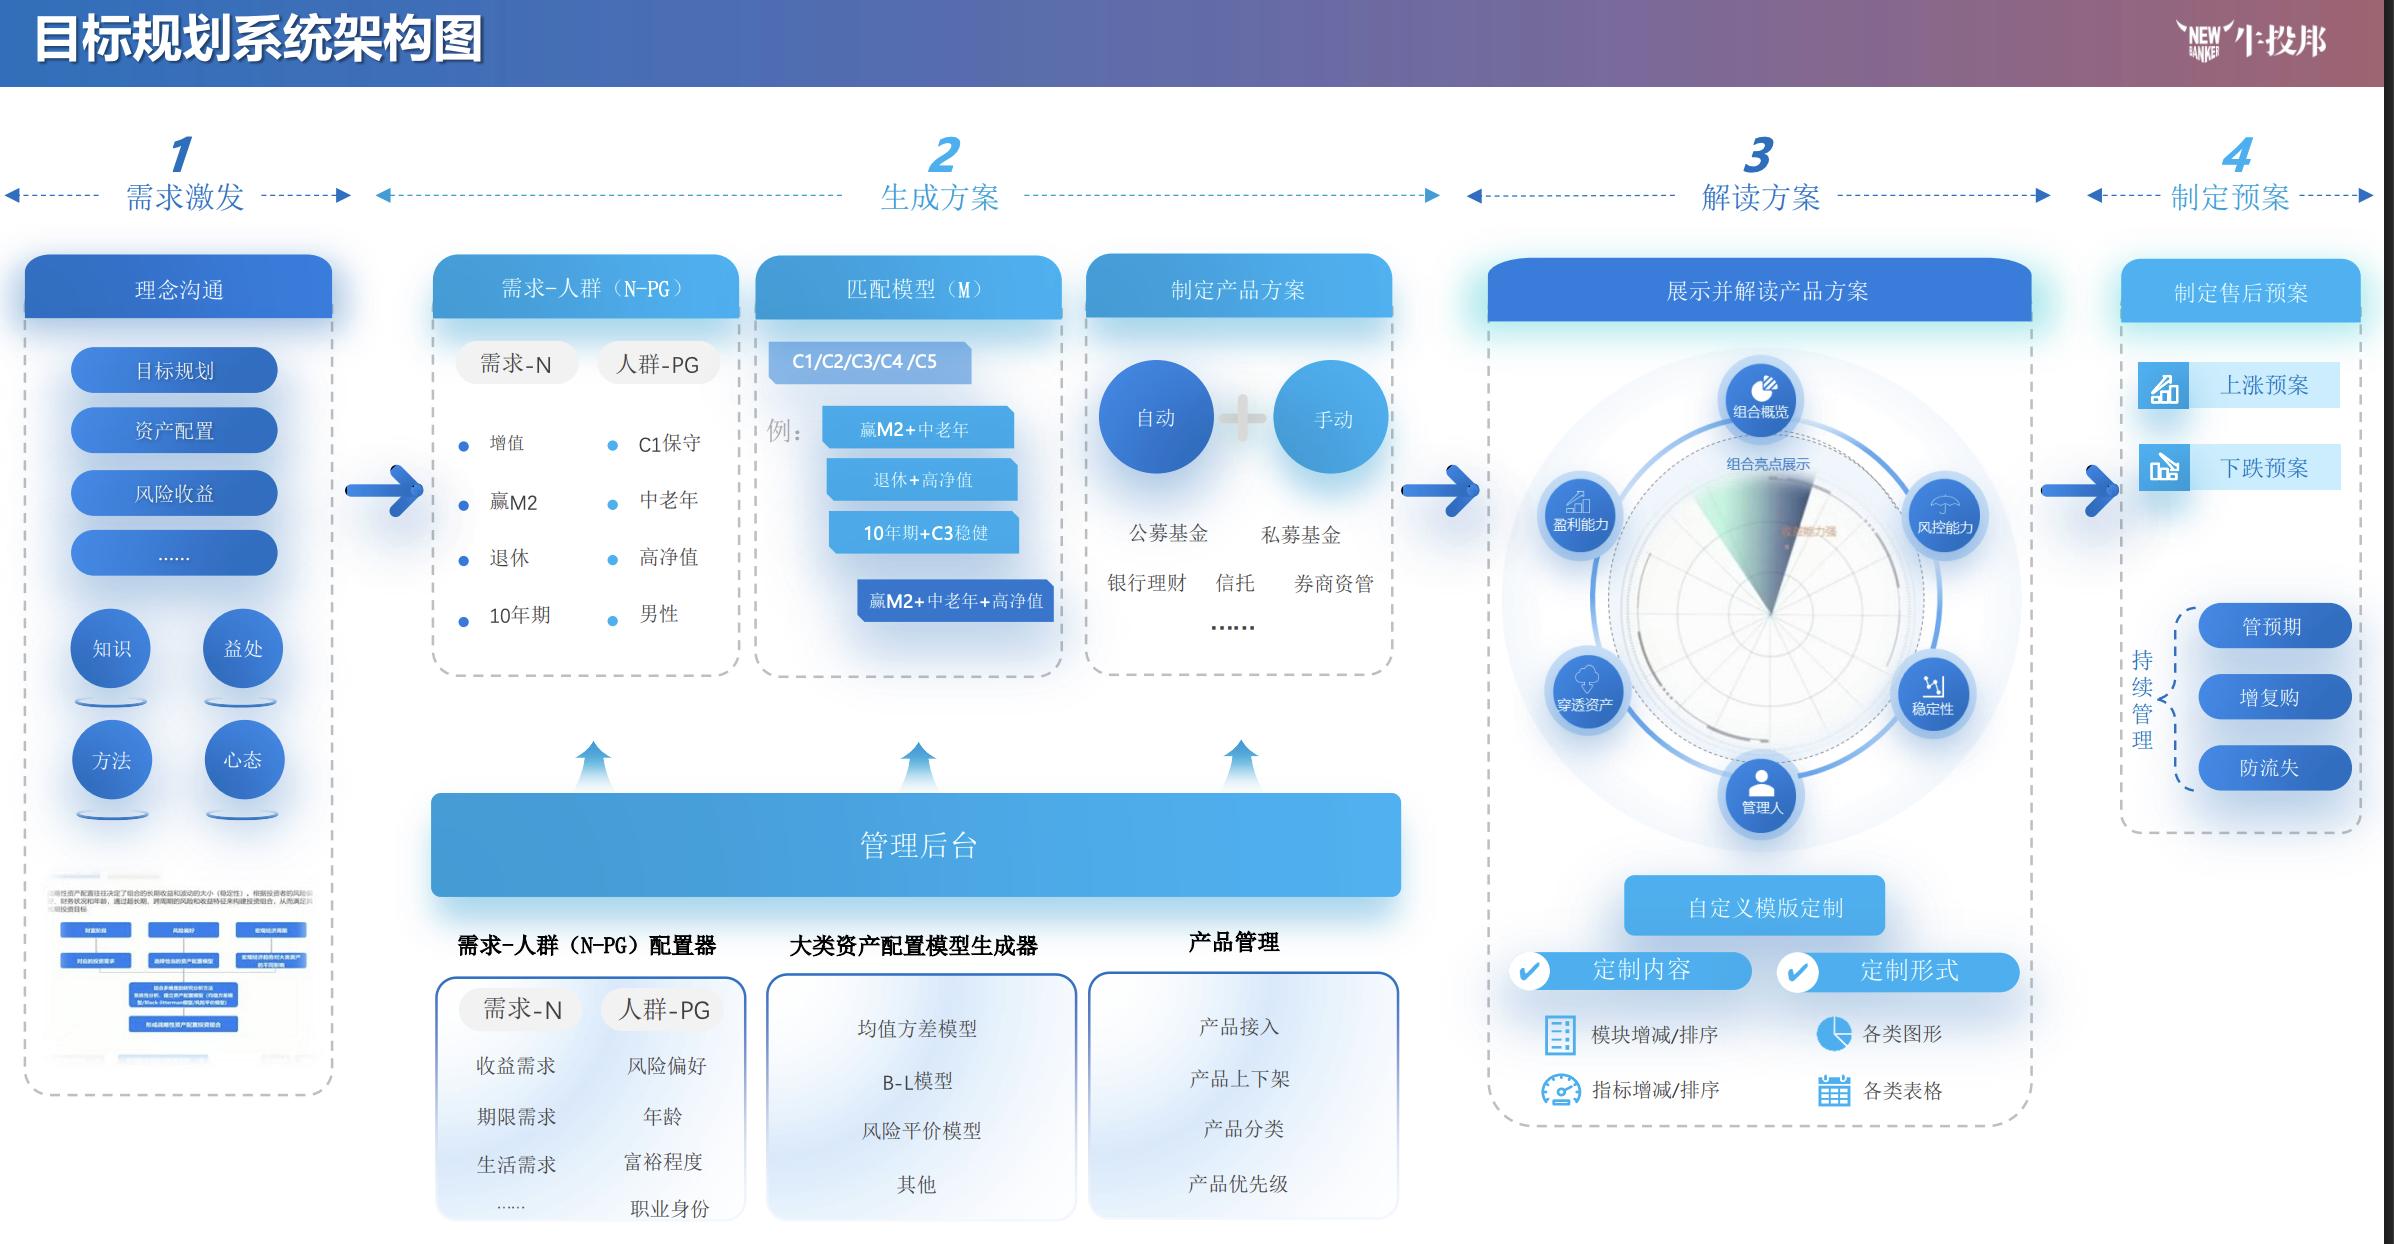 目标规划系统架构图
NEW BANKER 牛投邦
1
需求激发
2
生成方案
3
解读方案
4
制定预案
理念沟通
目标规划
资产配置
风险收益
……
知识
益处
方法
心态
需求-人群（N-PG）
需求-N
人群-PG
增值
C1保守
赢M2
中老年
退休
高净值
10年期
男性
匹配模型（M）
C1/C2/C3/C4 /C5
例：
赢M2+中老年
退休+高净值
10年期+C3稳健
赢M2+中老年+高净值
制定产品方案
自动
手动
公募基金
私募基金
银行理财
信托
券商资管
……
管理后台
需求-人群（N-PG）配置器
需求-N
人群-PG
收益需求
风险偏好
期限需求
年龄
生活需求
富裕程度
……
职业身份
大类资产配置模型生成器
均值方差模型
B-L模型
风险平价模型
其他
产品管理
产品接入
产品上下架
产品分类
产品优先级
展示并解读产品方案
组合概览
组合亮点展示
盈利能力
风控能力
穿透资产
稳定性
管理人
自定义模版定制
定制内容
定制形式
模块增减/排序
各类图形
指标增减/排序
各类表格
制定售后预案
上涨预案
下跌预案
持续管理
管预期
增复购
防流失